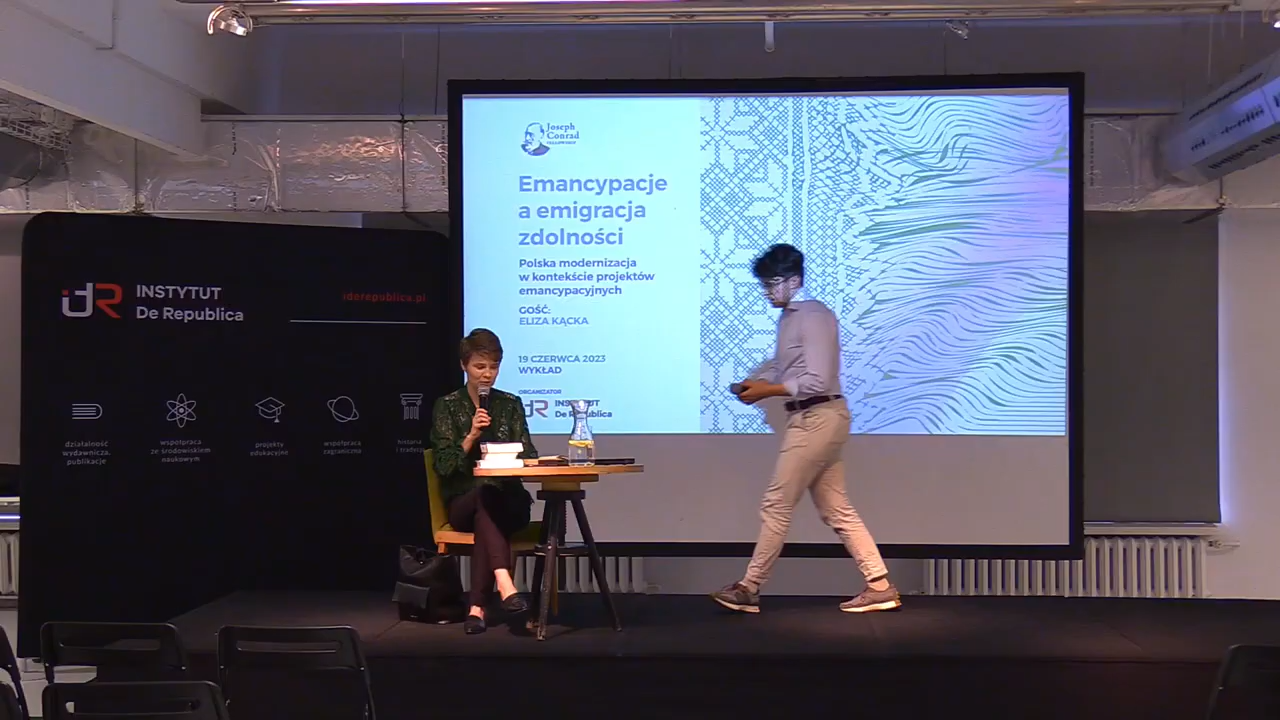 Joseph
Conrad
FELLOWSHIP
Emancypacje
a emigracja
zdolności
Polska modernizacja
w kontekście projektów
emancypacyjnych
GOŚĆ:
ELIZA KĄCKA
19 CZERWCA 2023
WYKŁAD
ORGANIZATOR
INSTYTUT
De Republica
idR INSTYTUT
De Republica
iderepublica.pl
działalność
wydawnicza,
publikacje
współpraca
ze środowiskiem
naukowym
projekty
edukacyjne
współpraca
zagraniczna
historia
i tradycja